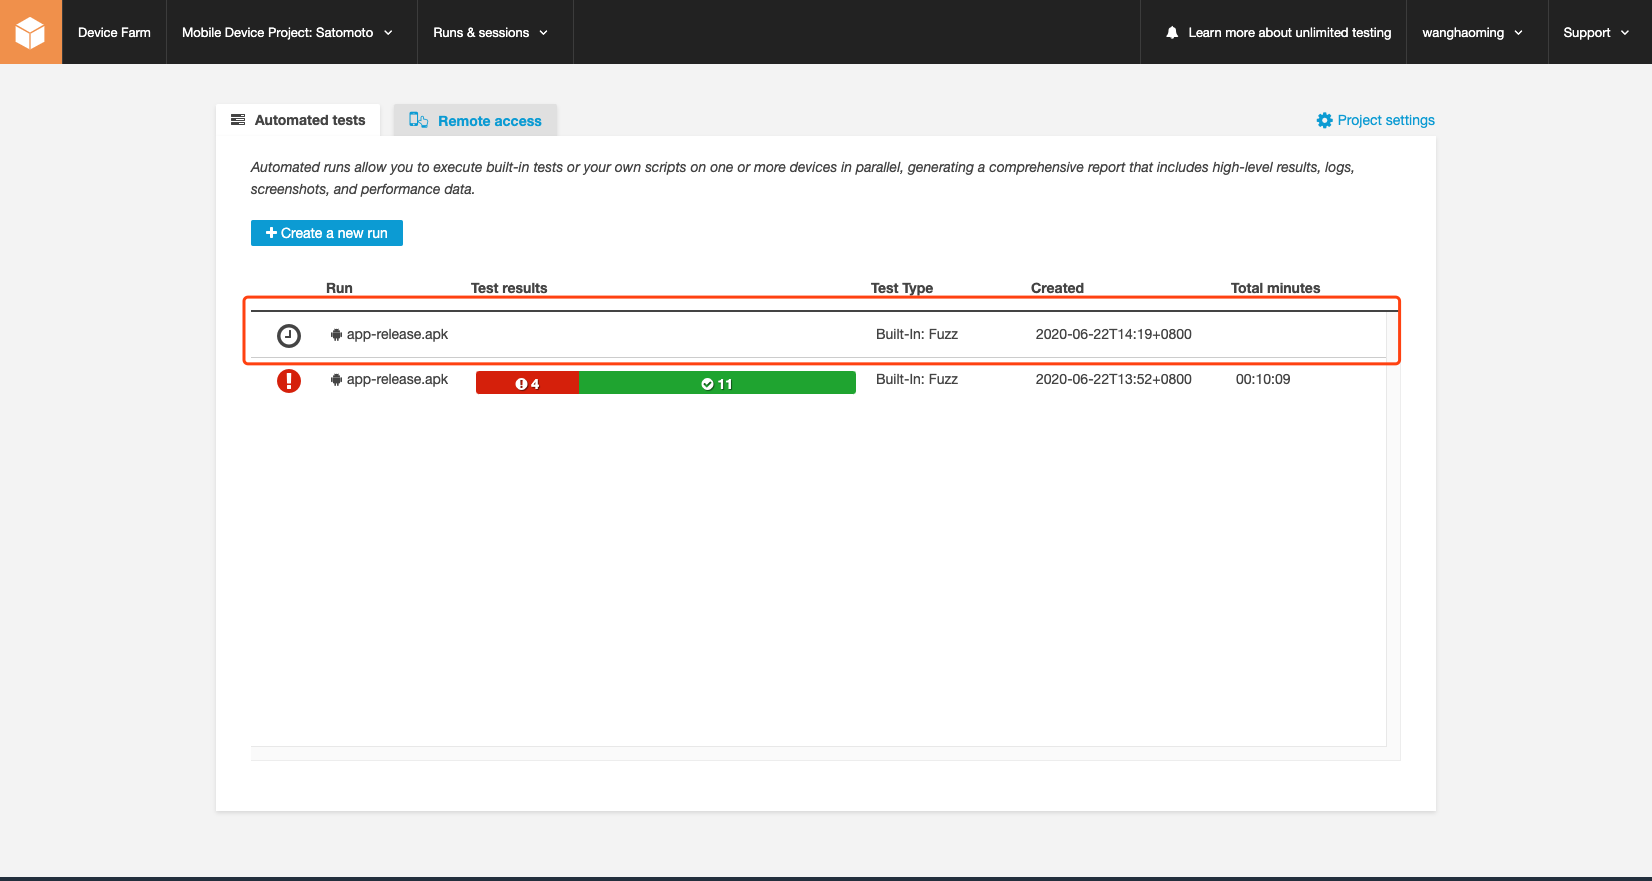 Device Farm
Mobile Device Project: Satomoto
Runs & sessions
Learn more about unlimited testing
wanghaoming
Support
Automated tests
Remote access
Project settings
Automated runs allow you to execute built-in tests or your own scripts on one or more devices in parallel, generating a comprehensive report that includes high-level results, logs,
screenshots, and performance data.
Create a new run
Run Test results Test Type Created Total minutes
app-release.apk Built-In: Fuzz 2020-06-22T14:19+0800
app-release.apk 4 11 Built-In: Fuzz 2020-06-22T13:52+0800 00:10:09